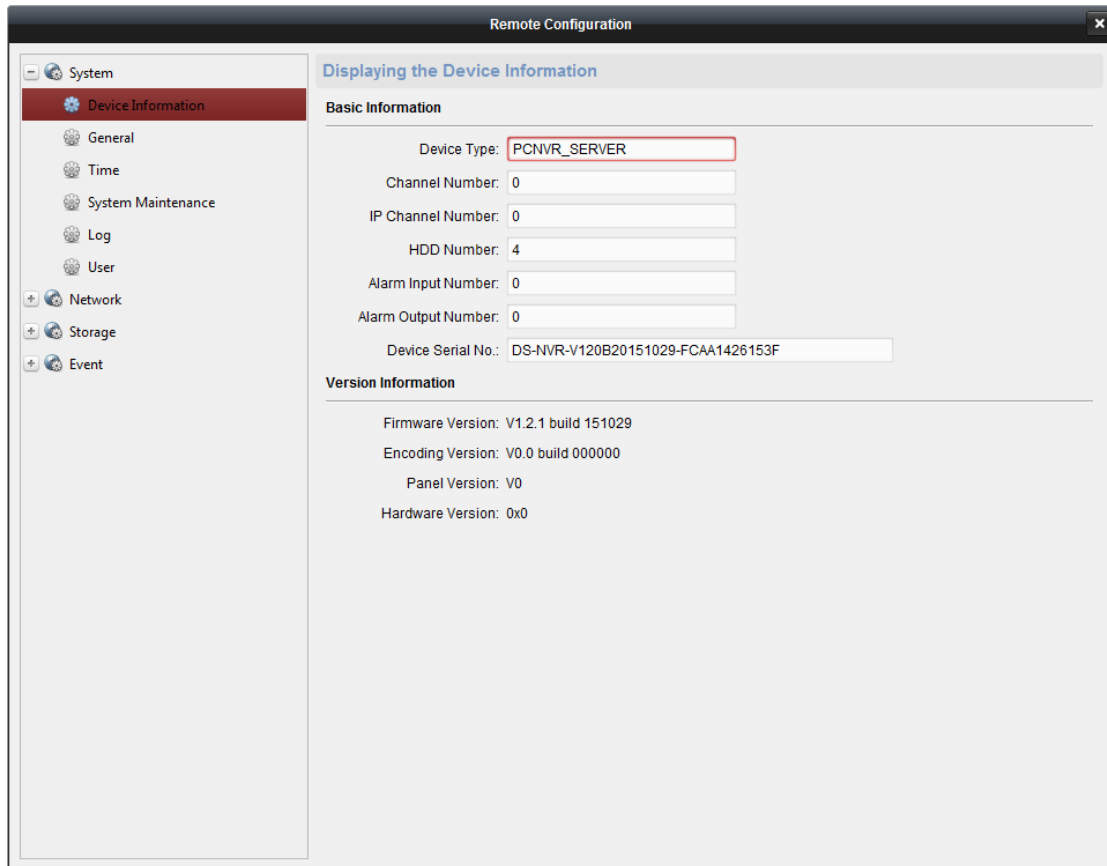 Remote Configuration
System
Device Information
General
Time
System Maintenance
Log
User
Network
Storage
Event
Displaying the Device Information
Basic Information
Device Type: PCNVR_SERVER
Channel Number: 0
IP Channel Number: 0
HDD Number: 4
Alarm Input Number: 0
Alarm Output Number: 0
Device Serial No.: DS-NVR-V120B20151029-FCAA1426153F
Version Information
Firmware Version: V1.2.1 build 151029
Encoding Version: V0.0 build 000000
Panel Version: V0
Hardware Version: 0x0